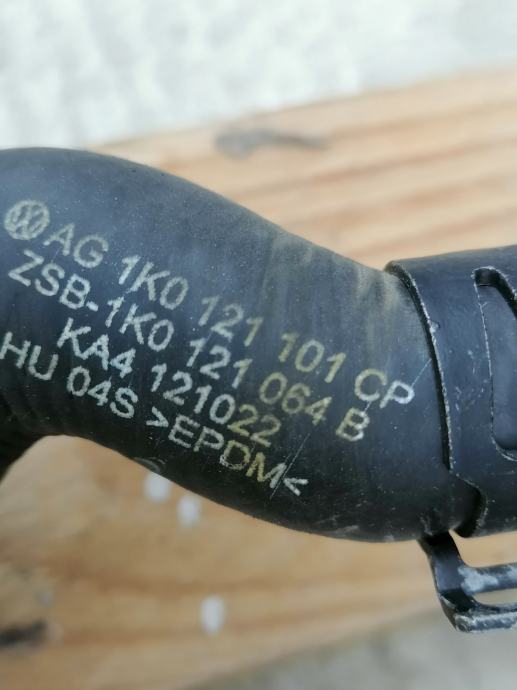 AG 1K0 121 101 CP
ZSB-1K0 121 064 B
KA4 121022
HU 04S >EPDM<